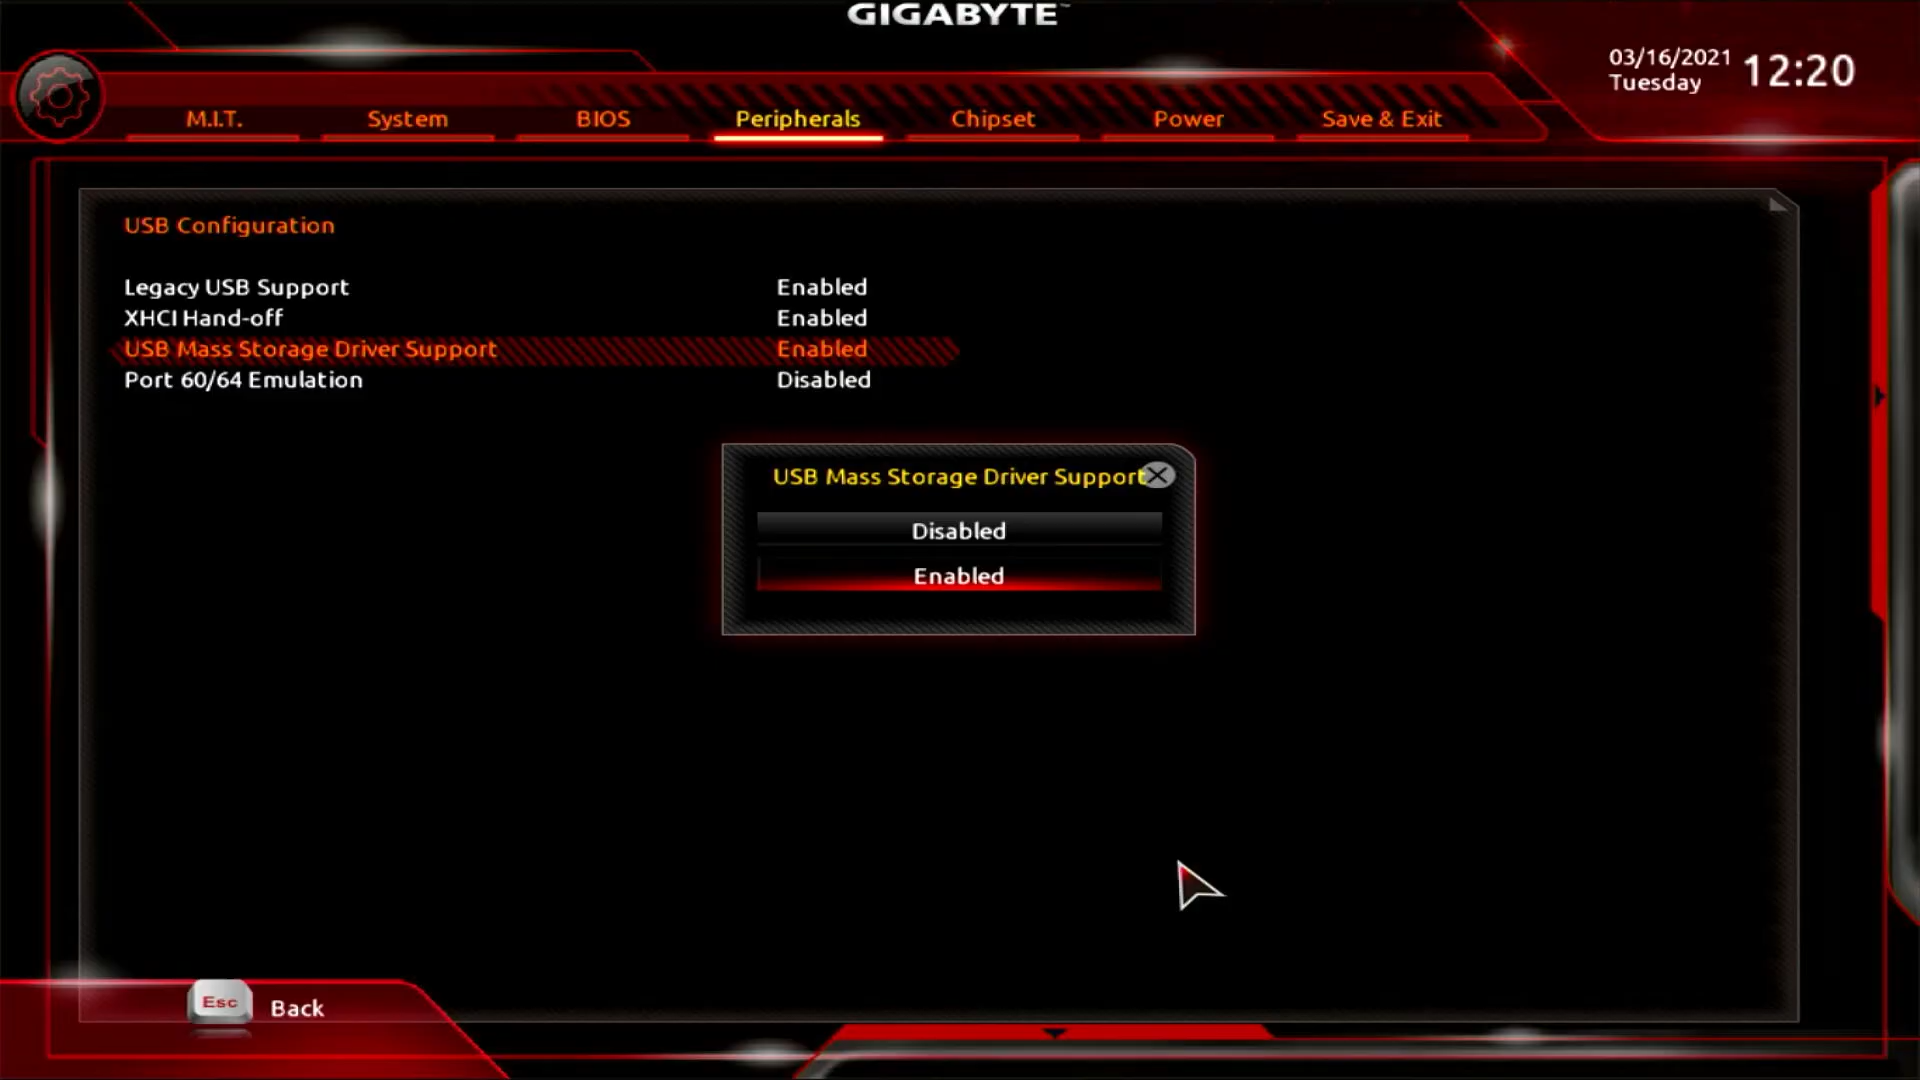 GIGABYTE™
03/16/2021
Tuesday
12:20
M.I.T.
System
BIOS
Peripherals
Chipset
Power
Save & Exit
USB Configuration
Legacy USB Support Enabled
XHCI Hand-off Enabled
USB Mass Storage Driver Support Enabled
Port 60/64 Emulation Disabled
USB Mass Storage Driver Support
Disabled
Enabled
Esc Back